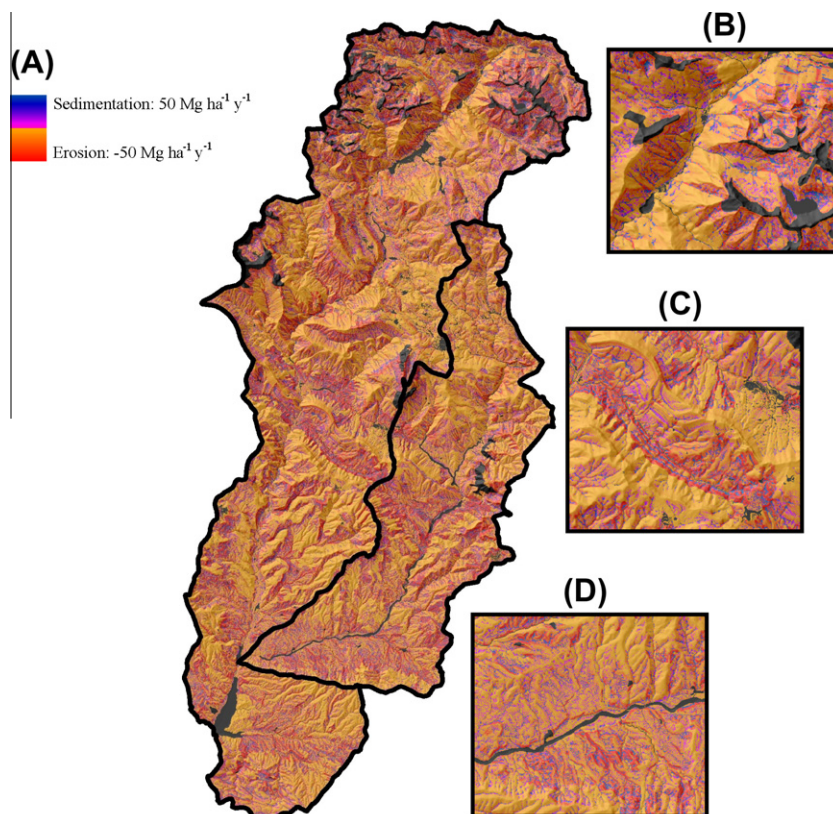 (A)
Sedimentation: 50 Mg ha⁻¹ y⁻¹
Erosion: -50 Mg ha⁻¹ y⁻¹
(B)
(C)
(D)